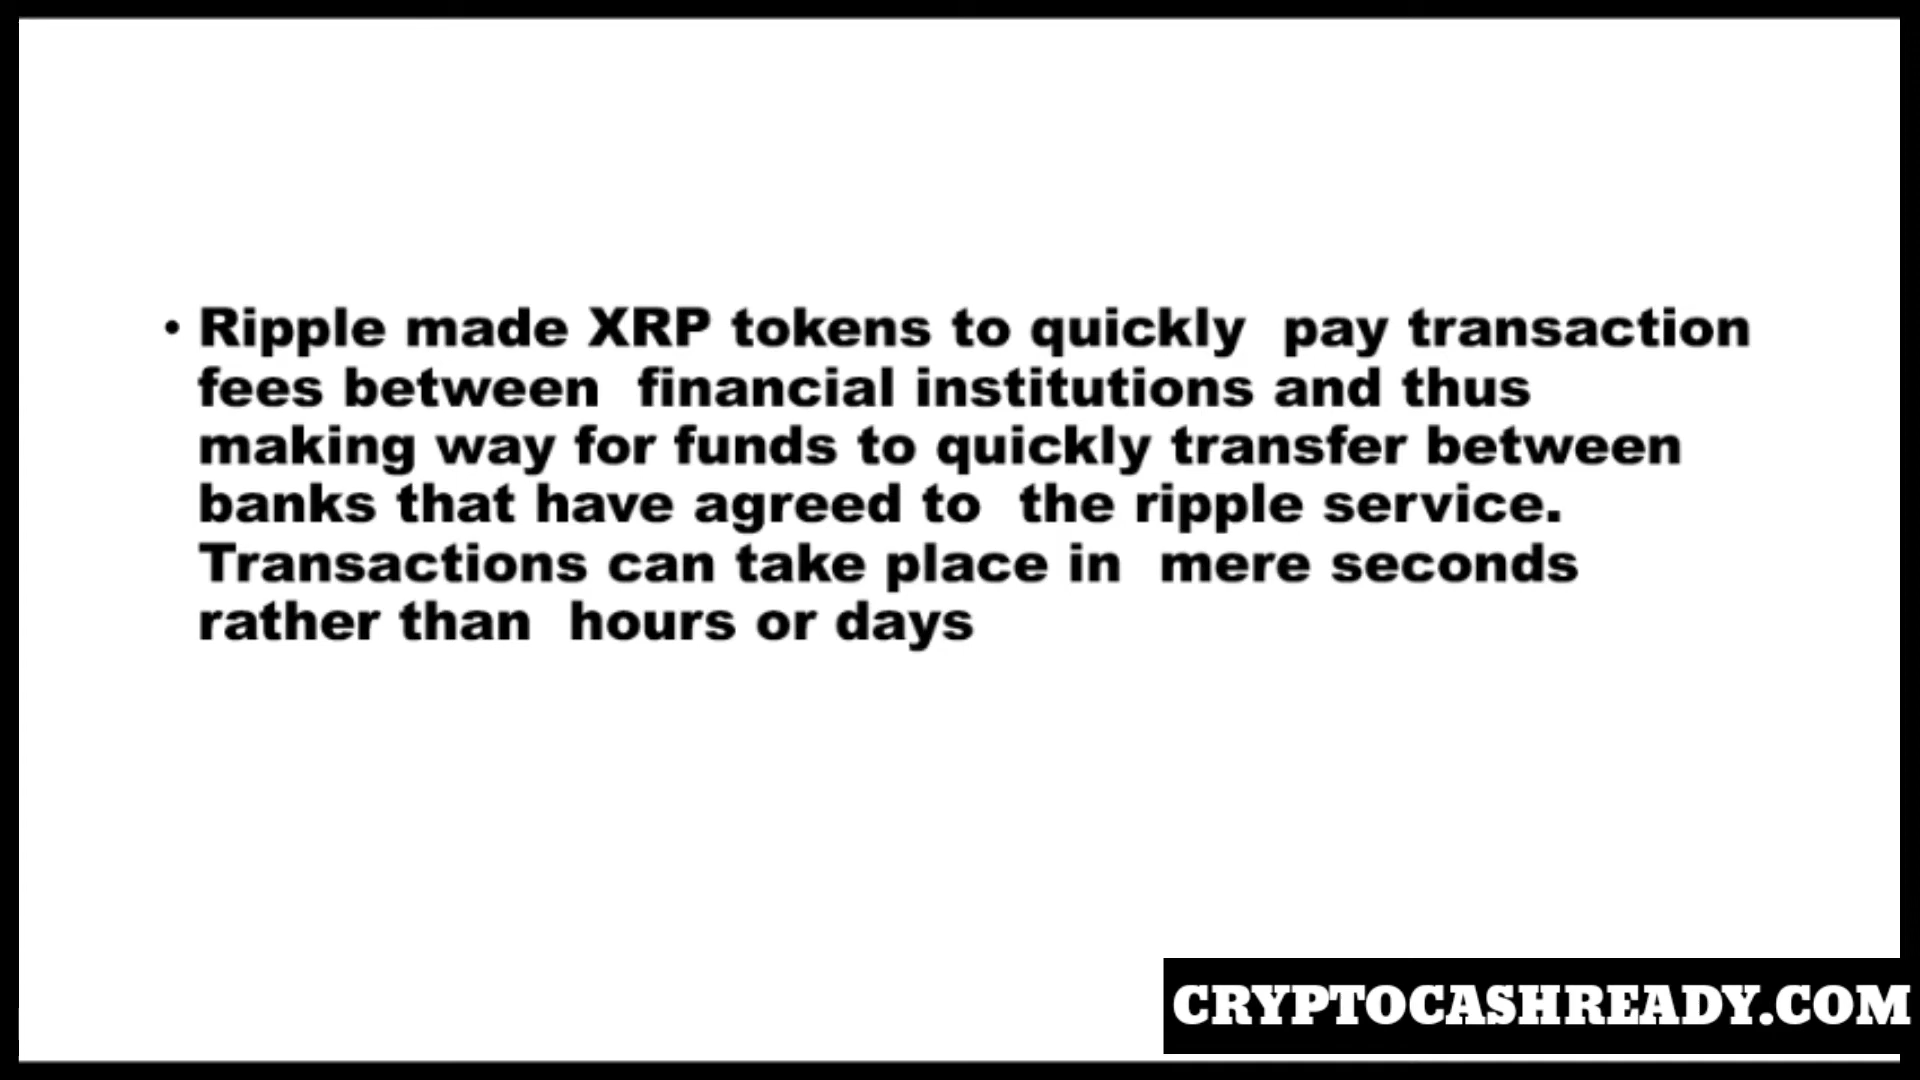 • Ripple made XRP tokens to quickly  pay transaction
fees between  financial institutions and thus
making way for funds to quickly transfer between
banks that have agreed to  the ripple service.
Transactions can take place in  mere seconds
rather than  hours or days
CRYPTOCASHREADY.COM